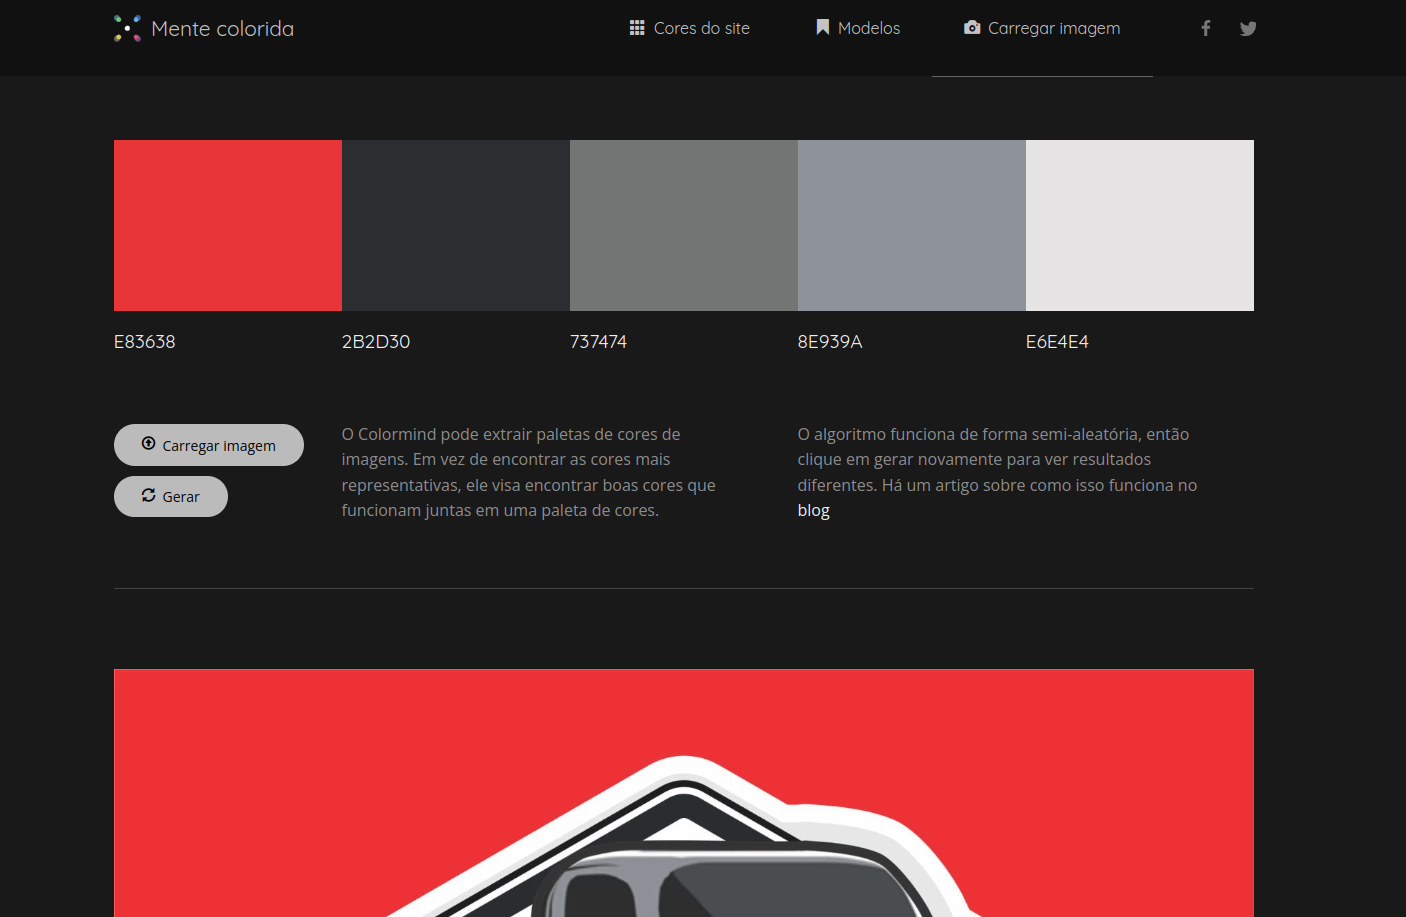 Mente colorida
Cores do site
Modelos
Carregar imagem
E83638
2B2D30
737474
8E939A
E6E4E4
Carregar imagem
Gerar
O Colormind pode extrair paletas de cores de
imagens. Em vez de encontrar as cores mais
representativas, ele visa encontrar boas cores que
funcionam juntas em uma paleta de cores.
O algoritmo funciona de forma semi-aleatória, então
clique em gerar novamente para ver resultados
diferentes. Há um artigo sobre como isso funciona no
blog